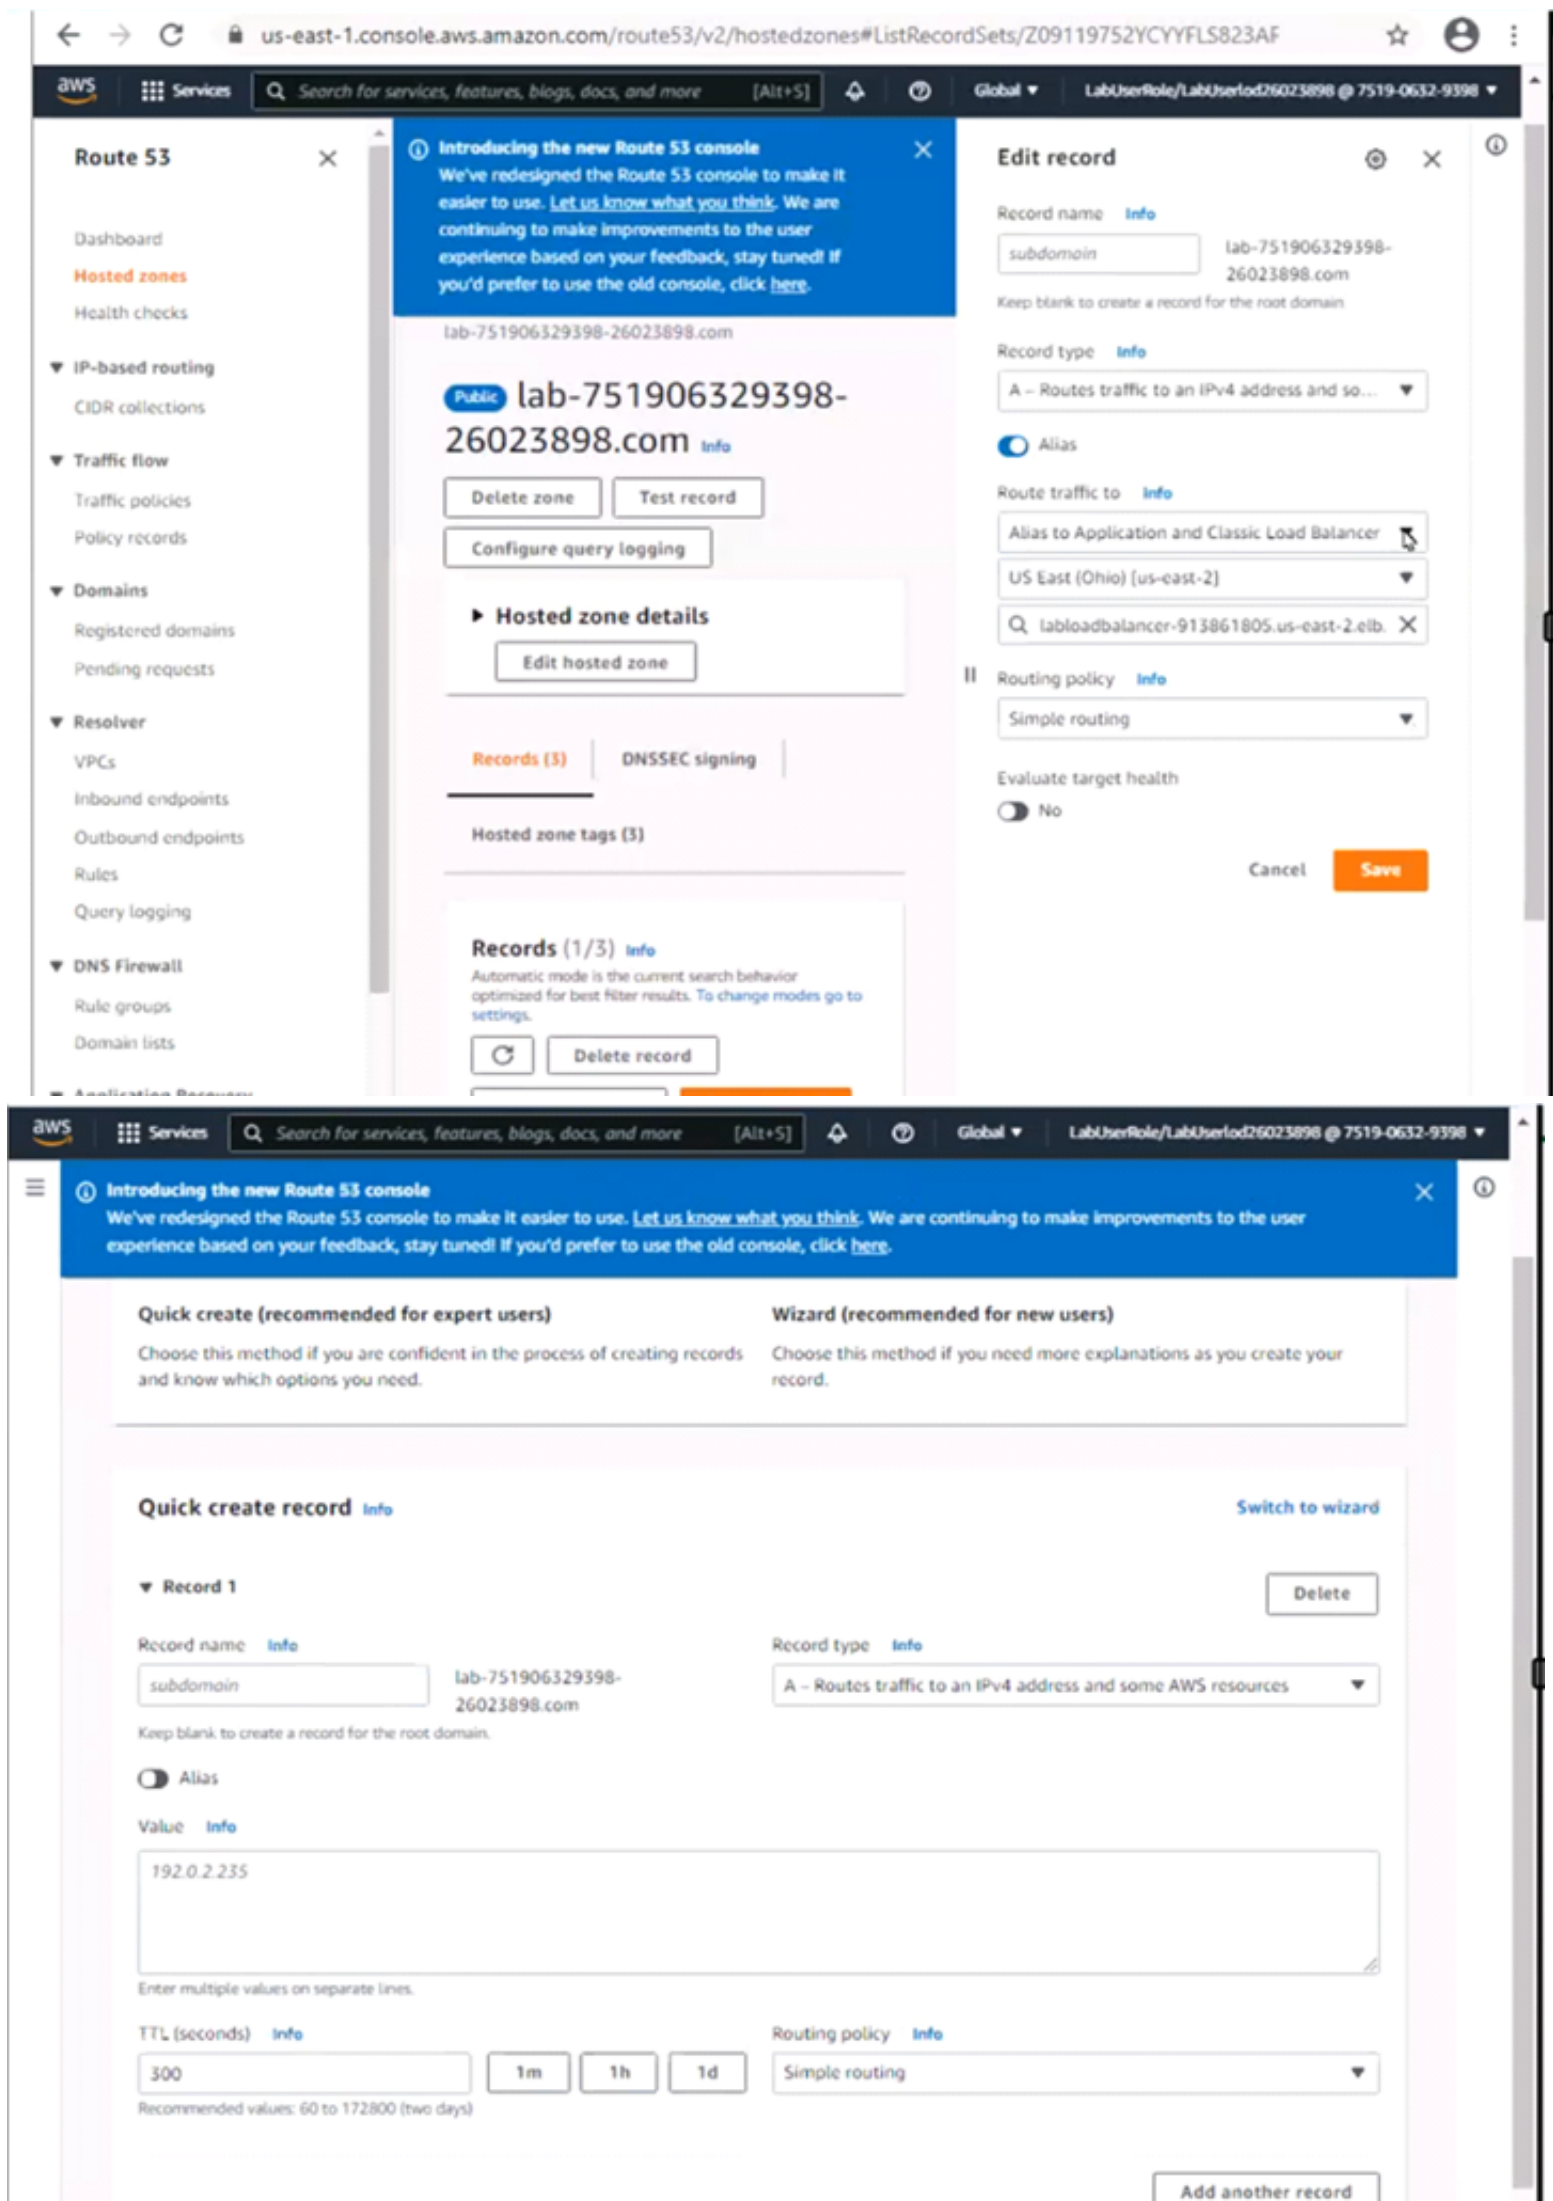 us-east-1.console.aws.amazon.com/route53/v2/hostedzones#ListRecordSets/Z09119752YCYYFLS823AF
aws
Services
Search for services, features, blogs, docs, and more
[Alt+S]
Global
LabUserRole/LabUserlod26023898 @ 7519-0632-9398
Route 53
Dashboard
Hosted zones
Health checks
IP-based routing
CIDR collections
Traffic flow
Traffic policies
Policy records
Domains
Registered domains
Pending requests
Resolver
VPCs
Inbound endpoints
Outbound endpoints
Rules
Query logging
DNS Firewall
Rule groups
Domain lists
Application Recovery
Introducing the new Route 53 console
We've redesigned the Route 53 console to make it
easier to use. Let us know what you think. We are
continuing to make improvements to the user
experience based on your feedback, stay tuned! If
you'd prefer to use the old console, click here.
lab-751906329398-26023898.com
Public lab-751906329398-
26023898.com Info
Delete zone
Test record
Configure query logging
Hosted zone details
Edit hosted zone
Records (3)
DNSSEC signing
Hosted zone tags (3)
Records (1/3) Info
Automatic mode is the current search behavior
optimized for best filter results. To change modes go to
settings.
Delete record
Edit record
Record name Info
subdomain
lab-751906329398-
26023898.com
Keep blank to create a record for the root domain
Record type Info
A – Routes traffic to an IPv4 address and so...
Alias
Route traffic to Info
Alias to Application and Classic Load Balancer
US East (Ohio) [us-east-2]
labloadbalancer-913861805.us-east-2.elb.
Routing policy Info
Simple routing
Evaluate target health
No
Cancel
Save
aws
Services
Search for services, features, blogs, docs, and more
[Alt+S]
Global
LabUserRole/LabUserlod26023898 @ 7519-0632-9398
Introducing the new Route 53 console
We've redesigned the Route 53 console to make it easier to use. Let us know what you think. We are continuing to make improvements to the user
experience based on your feedback, stay tuned! If you'd prefer to use the old console, click here.
Quick create (recommended for expert users)
Choose this method if you are confident in the process of creating records
and know which options you need.
Wizard (recommended for new users)
Choose this method if you need more explanations as you create your
record.
Quick create record Info
Switch to wizard
Record 1
Delete
Record name Info
subdomain
lab-751906329398-
26023898.com
Keep blank to create a record for the root domain.
Record type Info
A – Routes traffic to an IPv4 address and some AWS resources
Alias
Value Info
192.0.2.235
Enter multiple values on separate lines.
TTL (seconds) Info
300
1m
1h
1d
Recommended values: 60 to 172800 (two days)
Routing policy Info
Simple routing
Add another record